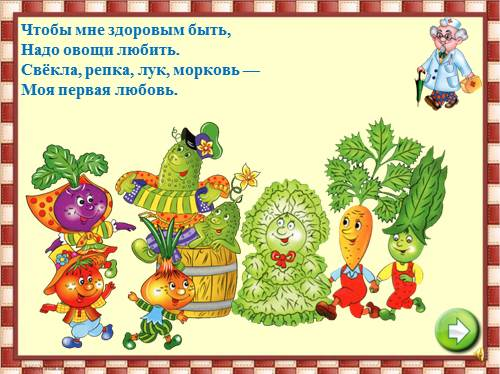 Чтобы мне здоровым быть,
Надо овощи любить.
Свёкла, репка, лук, морковь —
Моя первая любовь.